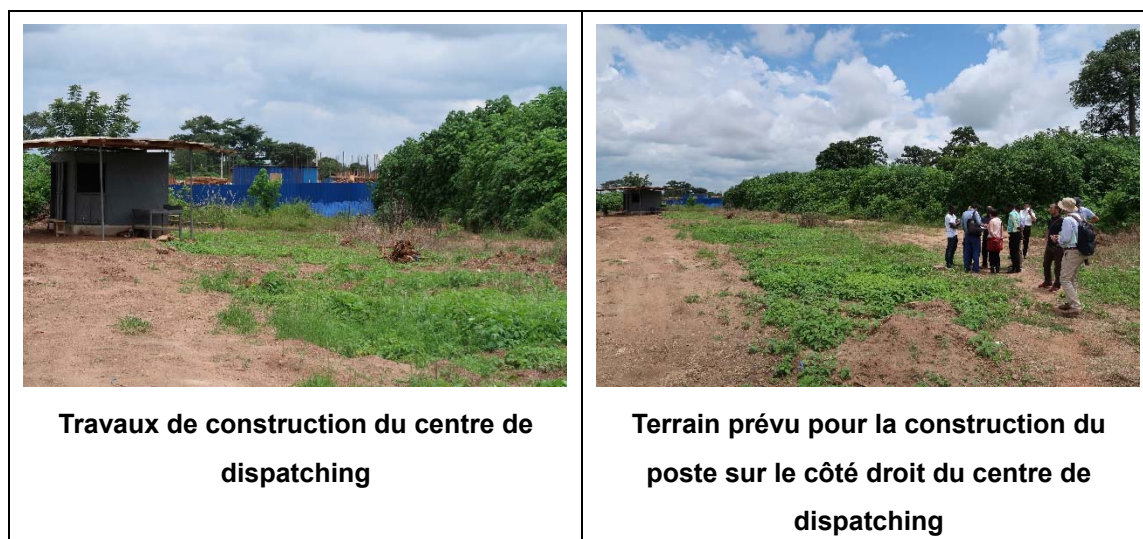 Travaux de construction du centre de
dispatching
Terrain prévu pour la construction du
poste sur le côté droit du centre de
dispatching